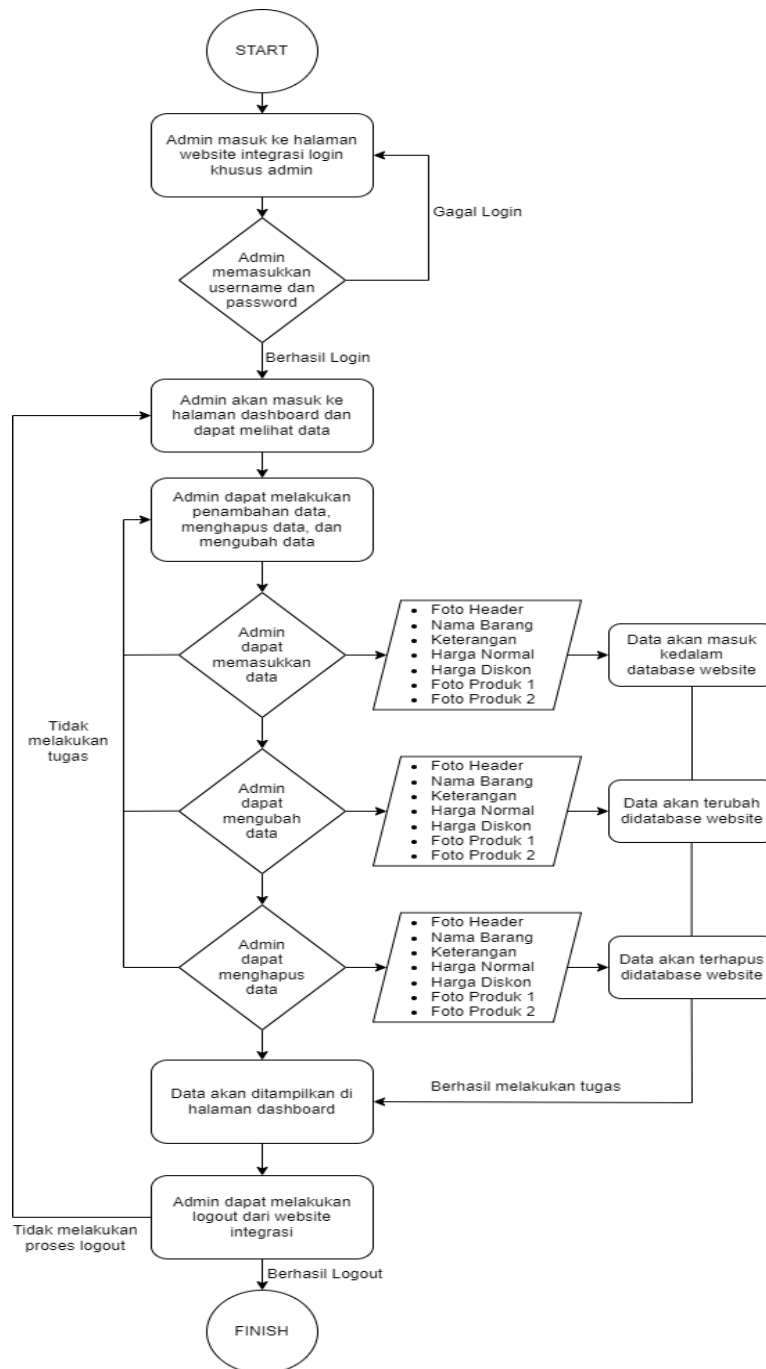 START
Admin masuk ke halaman
website integrasi login
khusus admin
Gagal Login
Admin
memasukkan
username dan
password
Berhasil Login
Admin akan masuk ke
halaman dashboard dan
dapat melihat data
Admin dapat melakukan
penambahan data,
menghapus data, dan
mengubah data
Admin
dapat
memasukkan
data
• Foto Header
• Nama Barang
• Keterangan
• Harga Normal
• Harga Diskon
• Foto Produk 1
• Foto Produk 2
Data akan masuk
kedalam
database website
Tidak
melakukan
tugas
Admin
dapat
mengubah
data
• Foto Header
• Nama Barang
• Keterangan
• Harga Normal
• Harga Diskon
• Foto Produk 1
• Foto Produk 2
Data akan terubah
didatabase website
Admin
dapat
menghapus
data
• Foto Header
• Nama Barang
• Keterangan
• Harga Normal
• Harga Diskon
• Foto Produk 1
• Foto Produk 2
Data akan terhapus
didatabase website
Berhasil melakukan tugas
Data akan ditampilkan di
halaman dashboard
Admin dapat melakukan
logout dari website
integrasi
Tidak melakukan
proses logout
Berhasil Logout
FINISH